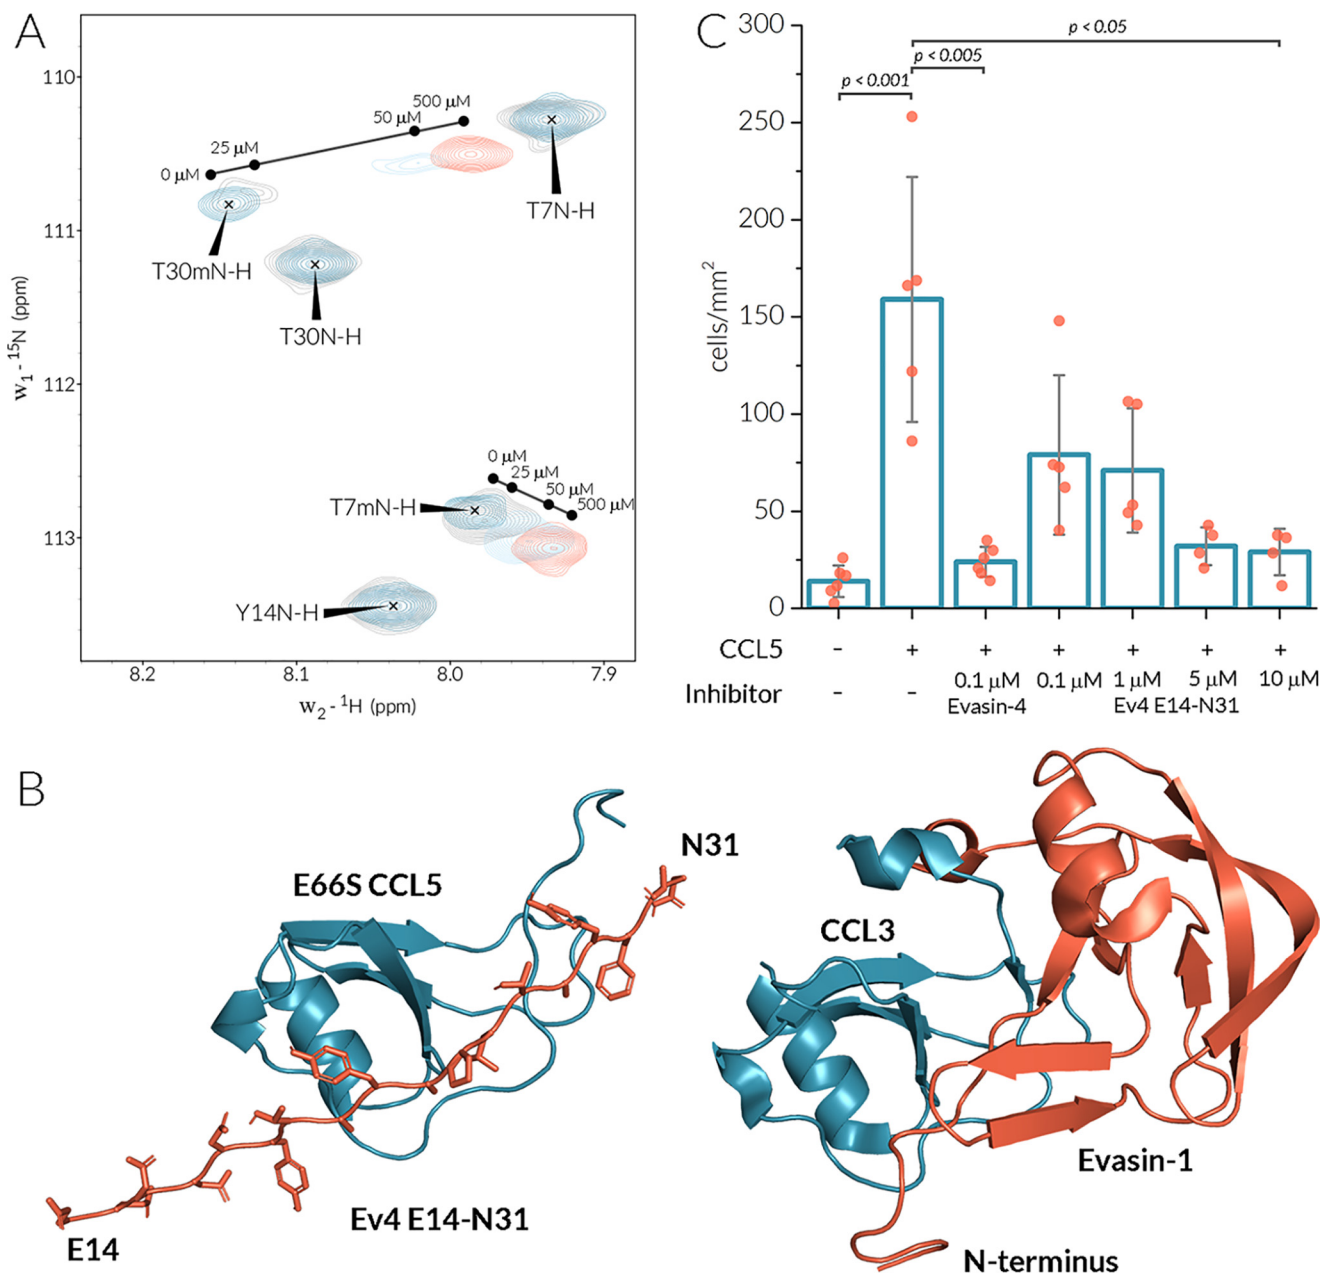 A
110
111
112
113
w1 - 15N (ppm)
8.2
8.1
8.0
7.9
w2 - 1H (ppm)
0 μM
25 μM
50 μM
500 μM
T7N-H
T30mN-H
T30N-H
0 μM
25 μM
50 μM
500 μM
T7mN-H
Y14N-H
C
300
250
200
150
100
50
0
cells/mm²
p < 0.05
p < 0.005
p < 0.001
CCL5 - + + + + + +
Inhibitor - - 0.1 μM 0.1 μM 1 μM 5 μM 10 μM
Evasin-4 Ev4 E14-N31
B
E66S CCL5
N31
Ev4 E14-N31
E14
CCL3
Evasin-1
N-terminus